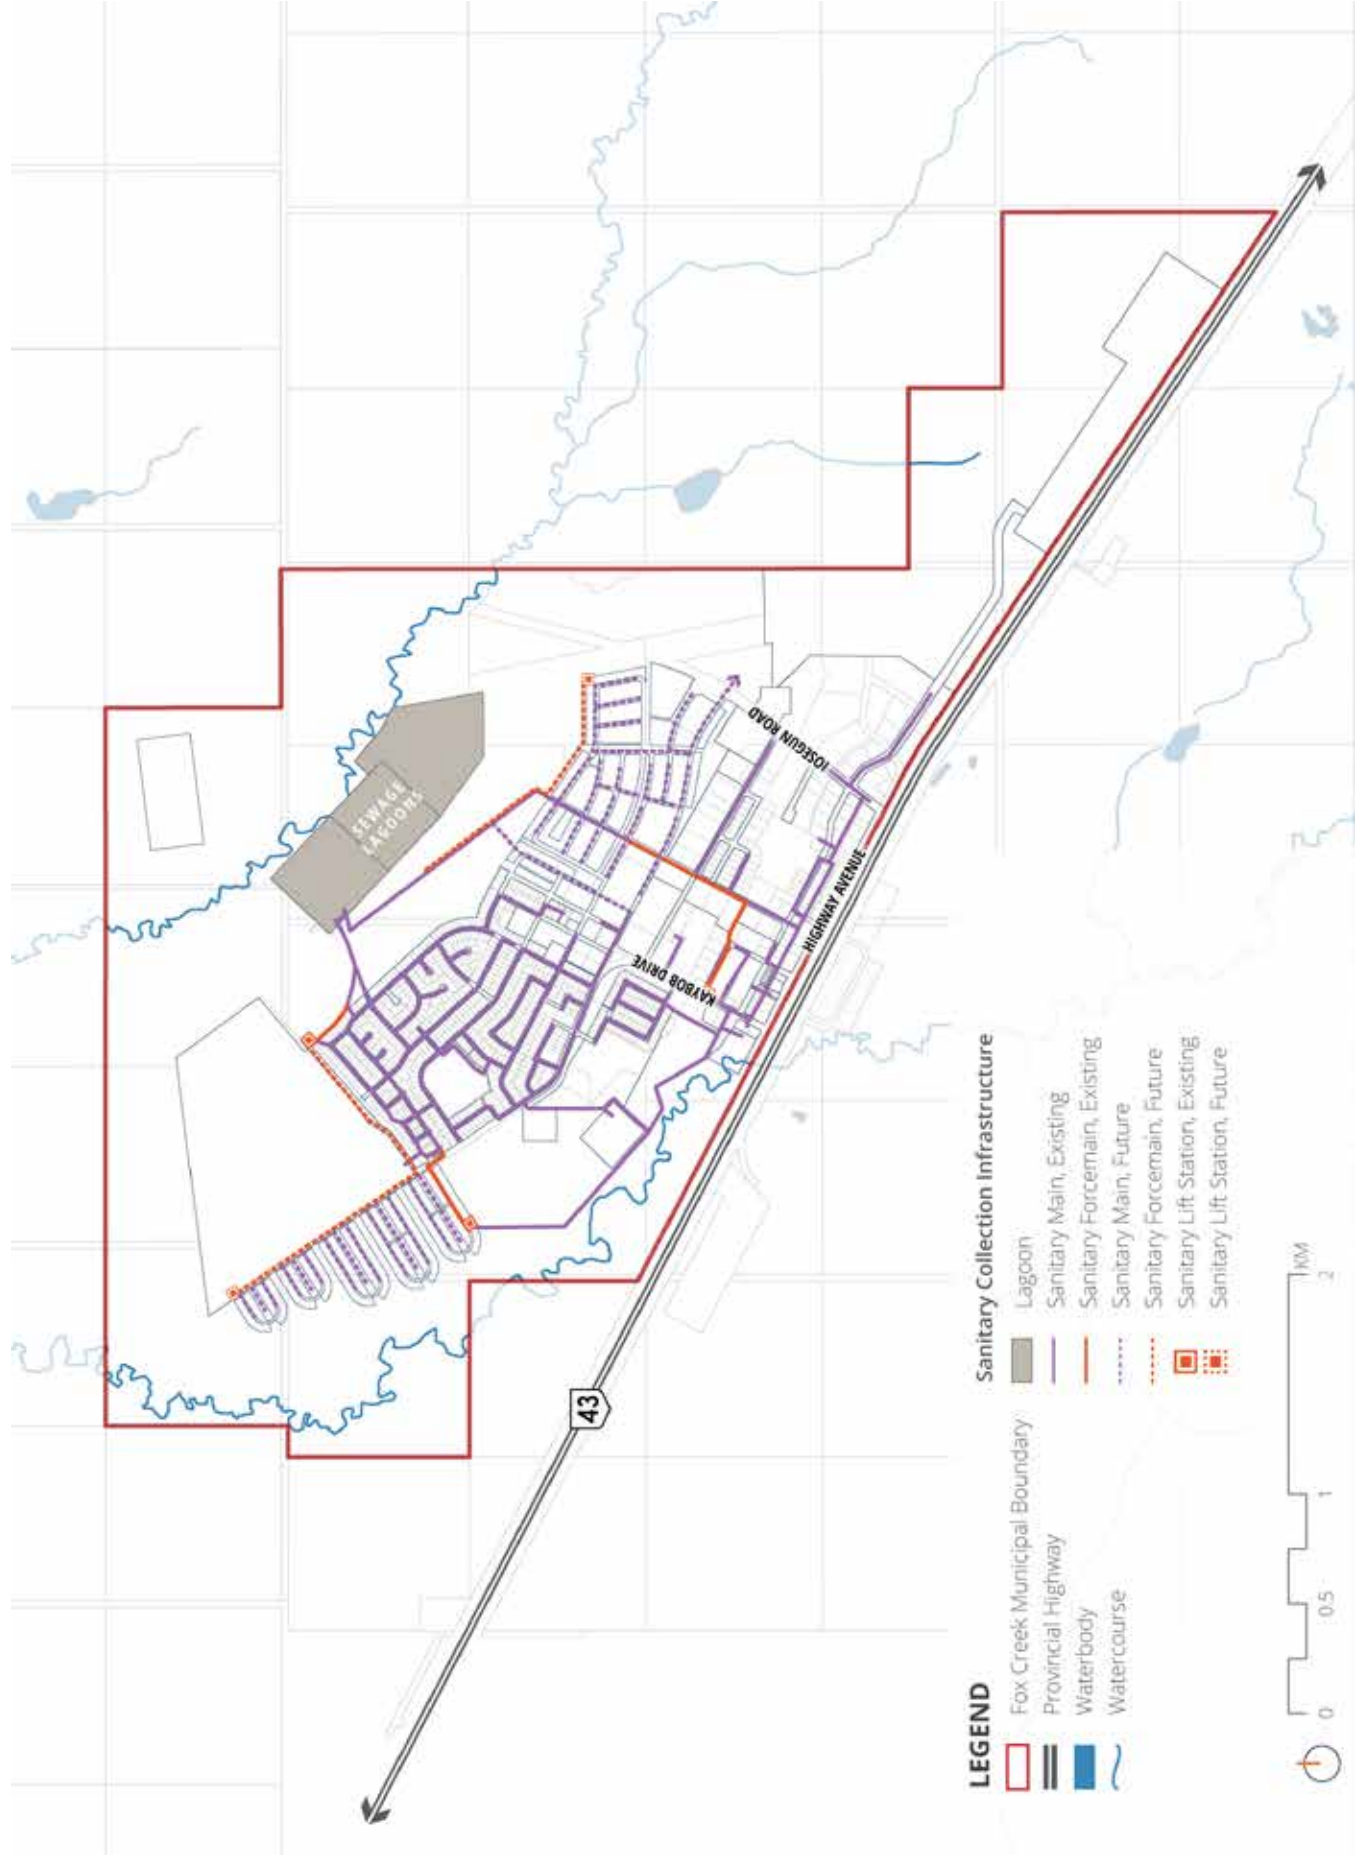 SEWAGE
LAGOONS
IOSEGUN ROAD
KAYBOB DRIVE
HIGHWAY AVENUE
43
LEGEND
Fox Creek Municipal Boundary
Provincial Highway
Waterbody
Watercourse
Sanitary Collection Infrastructure
Lagoon
Sanitary Main, Existing
Sanitary Forcemain, Existing
Sanitary Main, Future
Sanitary Forcemain, Future
Sanitary Lift Station, Existing
Sanitary Lift Station, Future
0 0.5 1 2 KM